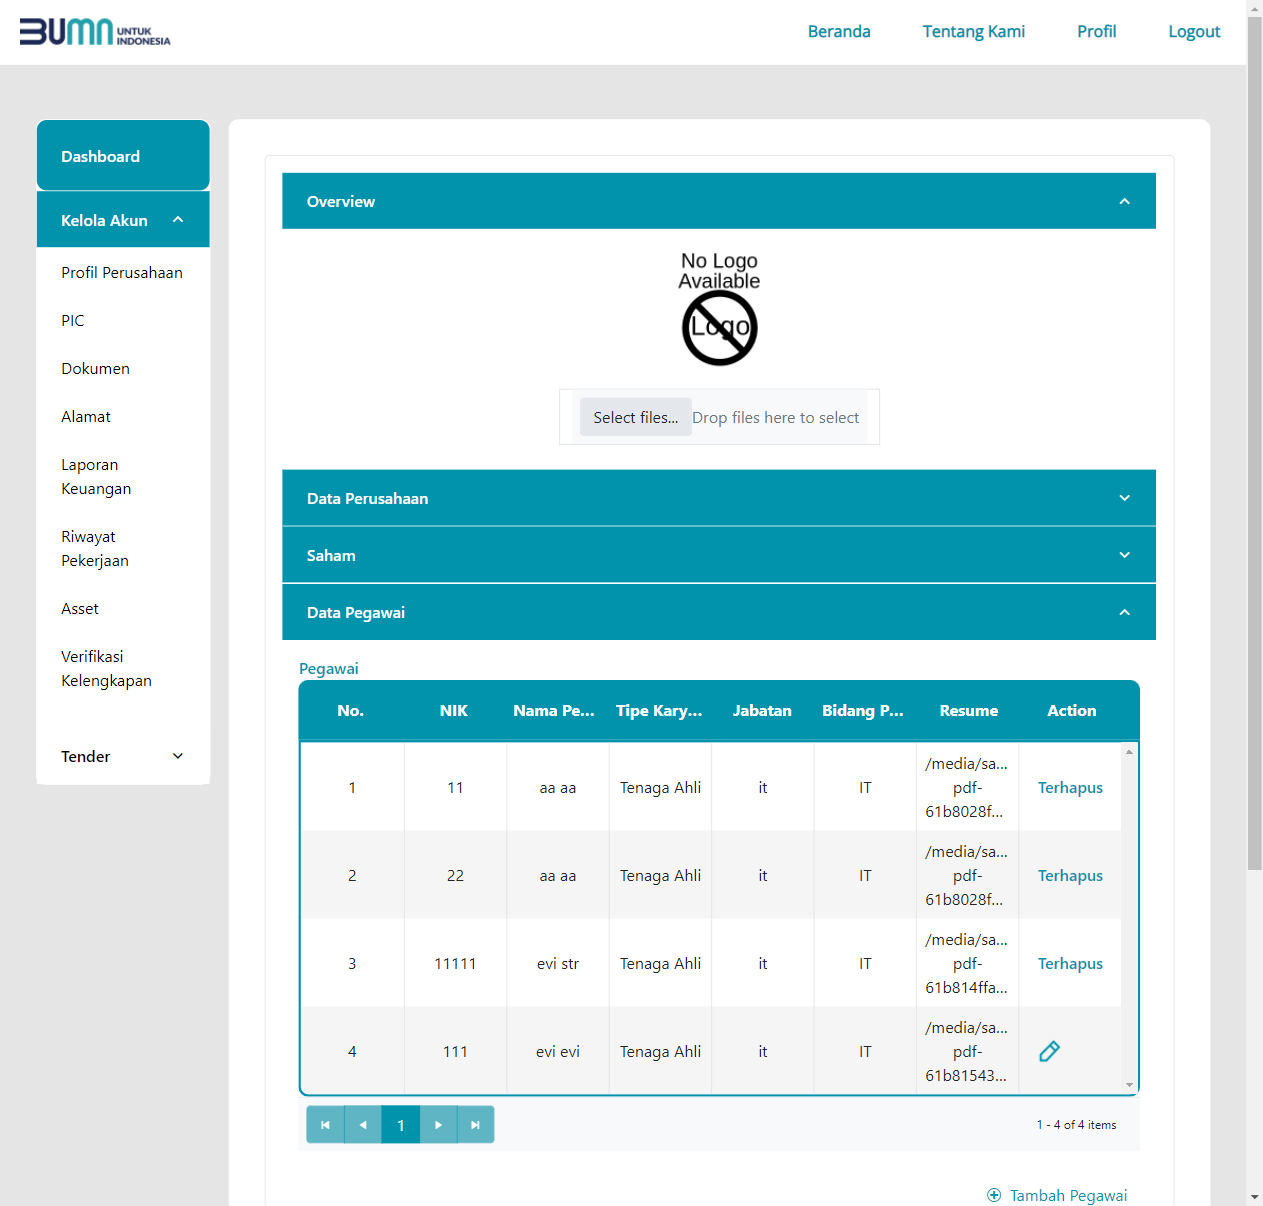 BUMN UNTUK INDONESIA
Beranda Tentang Kami Profil Logout
Dashboard
Kelola Akun
Profil Perusahaan
PIC
Dokumen
Alamat
Laporan
Keuangan
Riwayat
Pekerjaan
Asset
Verifikasi
Kelengkapan
Tender
Overview
No Logo
Available
Logo
Select files... Drop files here to select
Data Perusahaan
Saham
Data Pegawai
Pegawai
No. NIK Nama Pe... Tipe Kary... Jabatan Bidang P... Resume Action
1 11 aa aa Tenaga Ahli it IT /media/sa... pdf- 61b8028f... Terhapus
2 22 aa aa Tenaga Ahli it IT /media/sa... pdf- 61b8028f... Terhapus
3 11111 evi str Tenaga Ahli it IT /media/sa... pdf- 61b814ffa... Terhapus
4 111 evi evi Tenaga Ahli it IT /media/sa... pdf- 61b81543...
1
1 - 4 of 4 items
Tambah Pegawai